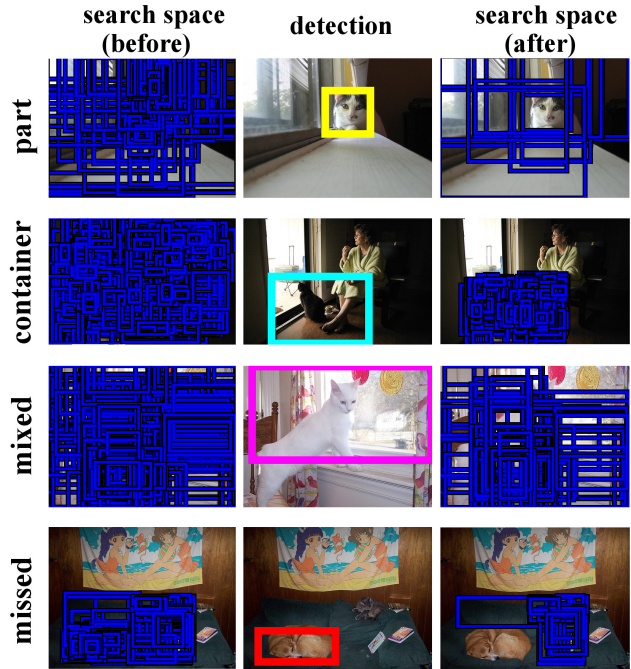 search space
(before)
detection
search space
(after)
part
container
mixed
missed